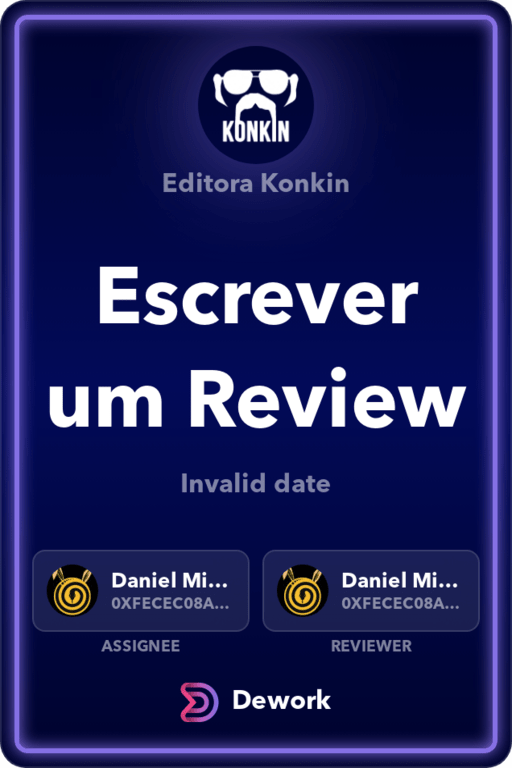 KONKIN
Editora Konkin
Escrever
um Review
Invalid date
Daniel Mi...
0XFECEC08A...
ASSIGNEE
Daniel Mi...
0XFECEC08A...
REVIEWER
Dework